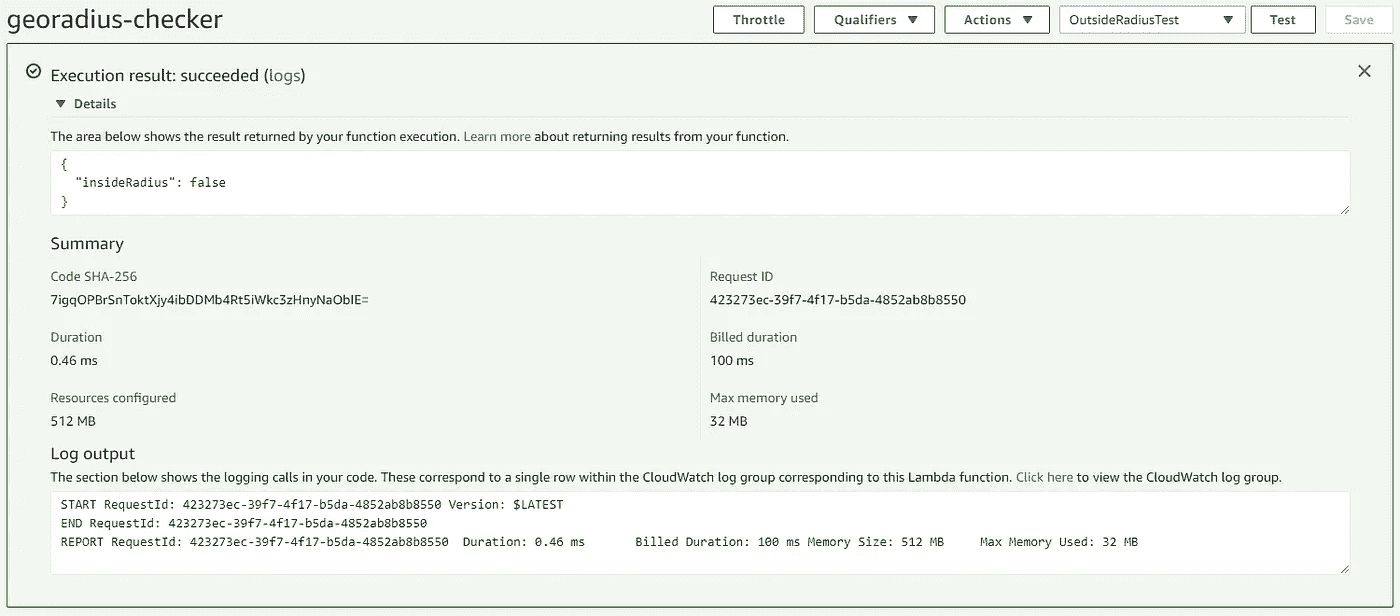 georadius-checker
Throttle
Qualifiers
Actions
OutsideRadiusTest
Test
Save
Execution result: succeeded (logs)
Details
The area below shows the result returned by your function execution. Learn more about returning results from your function.
{
"insideRadius": false
}
Summary
Code SHA-256
7igqOPBrSnToktXjy4ibDDMb4Rt5iWkc3zHnyNaObIE=
Request ID
423273ec-39f7-4f17-b5da-4852ab8b8550
Duration
0.46 ms
Billed duration
100 ms
Resources configured
512 MB
Max memory used
32 MB
Log output
The section below shows the logging calls in your code. These correspond to a single row within the CloudWatch log group corresponding to this Lambda function. Click here to view the CloudWatch log group.
START RequestId: 423273ec-39f7-4f17-b5da-4852ab8b8550 Version: $LATEST
END RequestId: 423273ec-39f7-4f17-b5da-4852ab8b8550
REPORT RequestId: 423273ec-39f7-4f17-b5da-4852ab8b8550 Duration: 0.46 ms Billed Duration: 100 ms Memory Size: 512 MB Max Memory Used: 32 MB